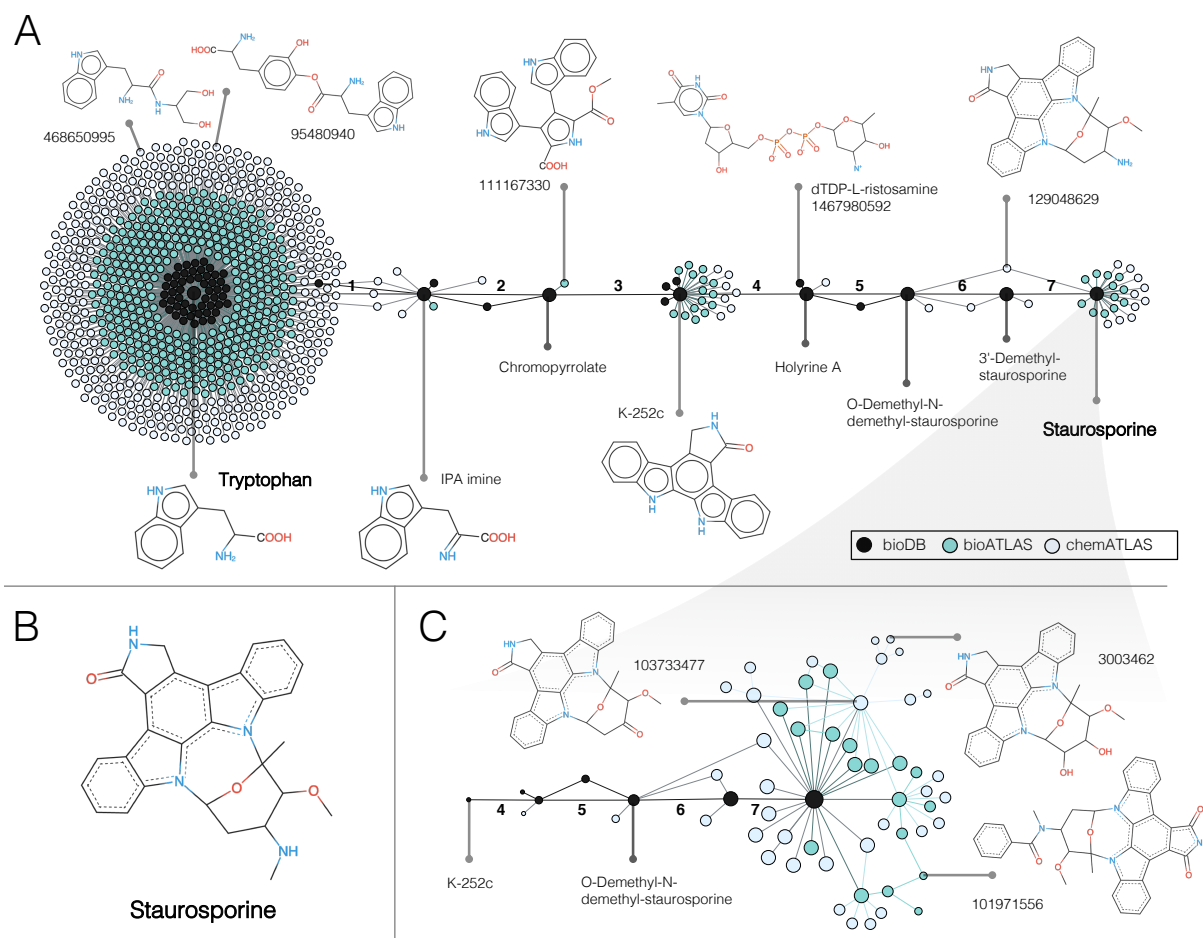 A
468650995
95480940
111167330
dTDP-L-ristosamine
1467980592
129048629
1
2
3
4
5
6
7
Chromopyrrolate
Holyrine A
3'-Demethyl-
staurosporine
K-252c
O-Demethyl-N-
demethyl-staurosporine
Staurosporine
Tryptophan
IPA imine
bioDB
bioATLAS
chemATLAS
B
Staurosporine
C
103733477
3003462
4
5
6
7
K-252c
O-Demethyl-N-
demethyl-staurosporine
101971556